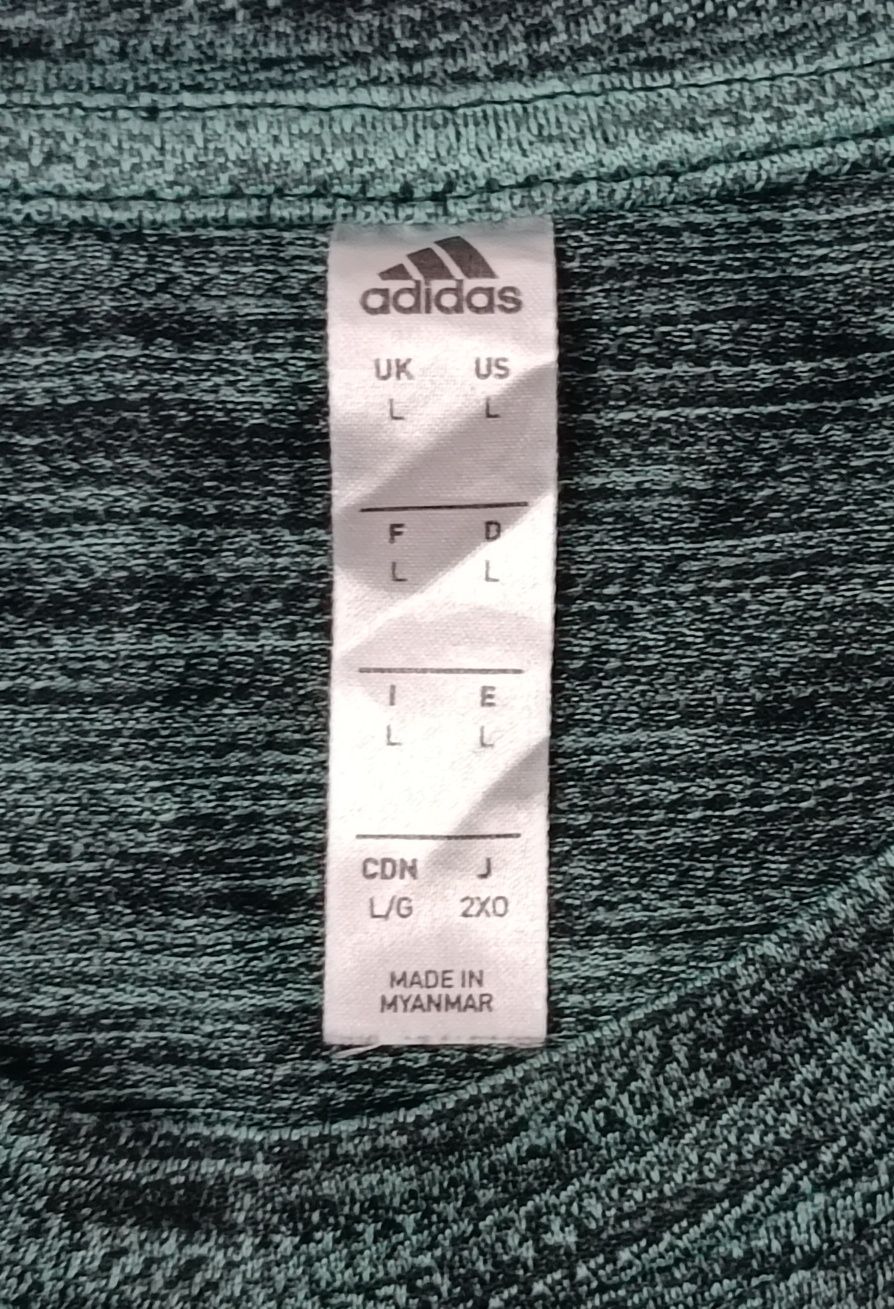 adidas
UK US
L L
F D
L L
I E
L L
CDN J
L/G 2XO
MADE IN
MYANMAR